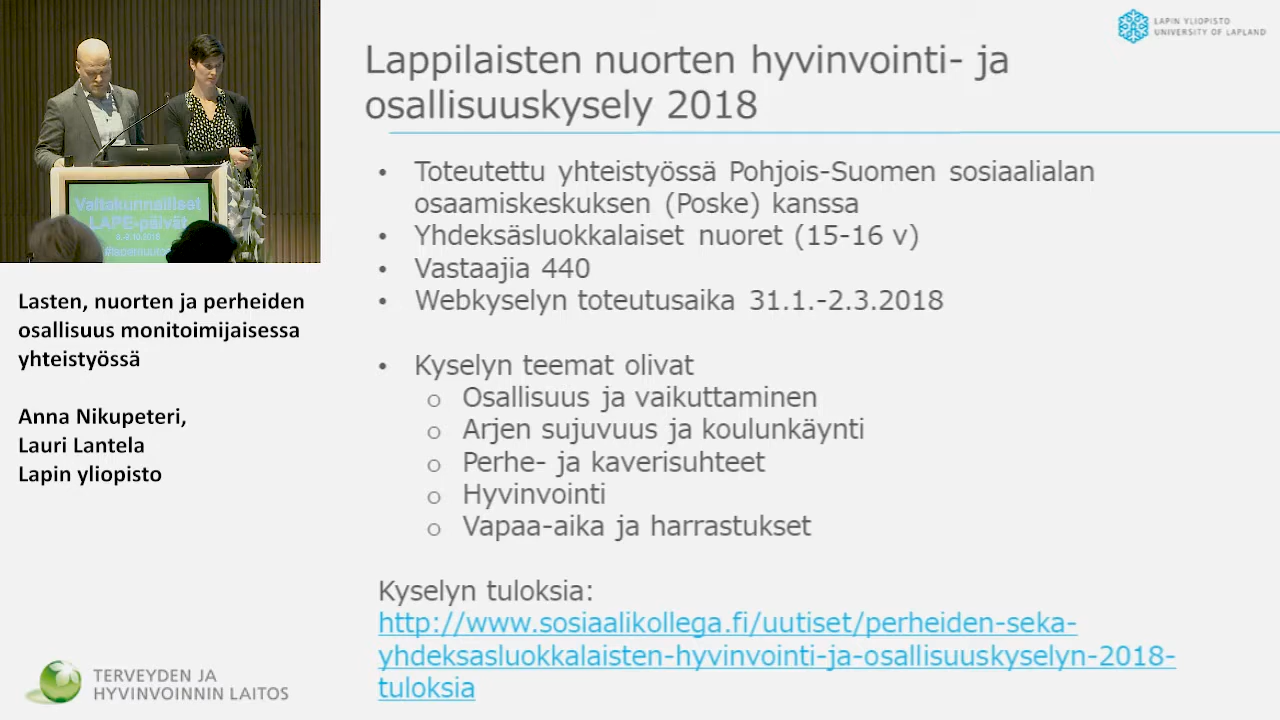 LAPIN YLIOPISTO
UNIVERSITY OF LAPLAND
Lappilaisten nuorten hyvinvointi- ja
osallisuuskysely 2018
• Toteutettu yhteistyössä Pohjois-Suomen sosiaalialan
osaamiskeskuksen (Poske) kanssa
• Yhdeksäsluokkalaiset nuoret (15-16 v)
• Vastaajia 440
• Webkyselyn toteutusaika 31.1.-2.3.2018
• Kyselyn teemat olivat
o Osallisuus ja vaikuttaminen
o Arjen sujuvuus ja koulunkäynti
o Perhe- ja kaverisuhteet
o Hyvinvointi
o Vapaa-aika ja harrastukset
Kyselyn tuloksia:
http://www.sosiaalikollega.fi/uutiset/perheiden-seka-
yhdeksasluokkalaisten-hyvinvointi-ja-osallisuuskyselyn-2018-
tuloksia
Valtakunnalliset
LAPE-päivät
Lasten, nuorten ja perheiden
osallisuus monitoimijaisessa
yhteistyössä
Anna Nikupeteri,
Lauri Lantela
Lapin yliopisto
TERVEYDEN JA
HYVINVOINNIN LAITOS